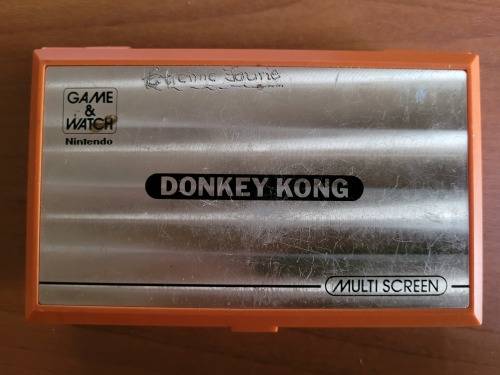 GAME
&
WATCH
Nintendo
DONKEY KONG
MULTI SCREEN